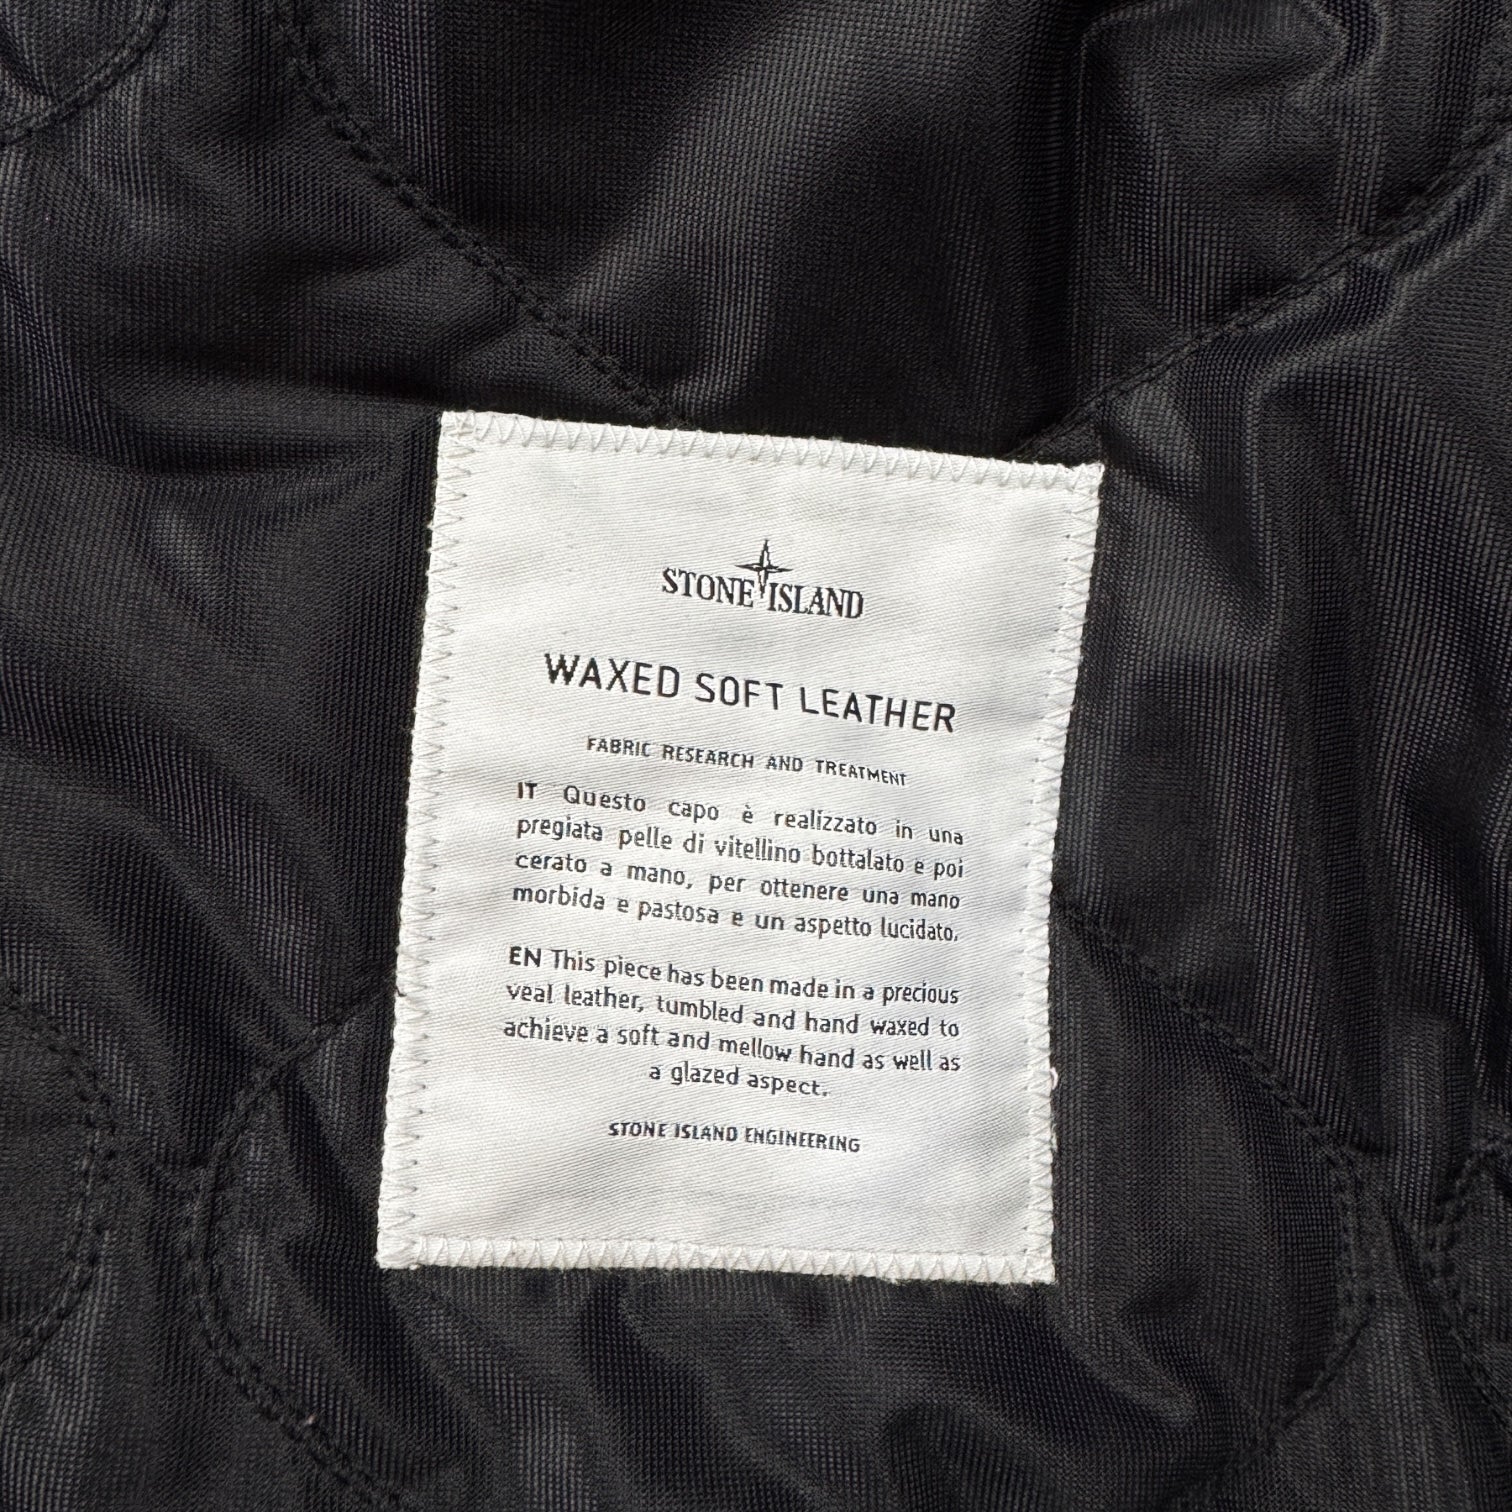 STONE ISLAND
WAXED SOFT LEATHER
FABRIC RESEARCH AND TREATMENT
IT Questo capo è realizzato in una
pregiata pelle di vitellino bottalato e poi
cerato a mano, per ottenere una mano
morbida e pastosa e un aspetto lucidato.
EN This piece has been made in a precious
veal leather, tumbled and hand waxed to
achieve a soft and mellow hand as well as
a glazed aspect.
STONE ISLAND ENGINEERING